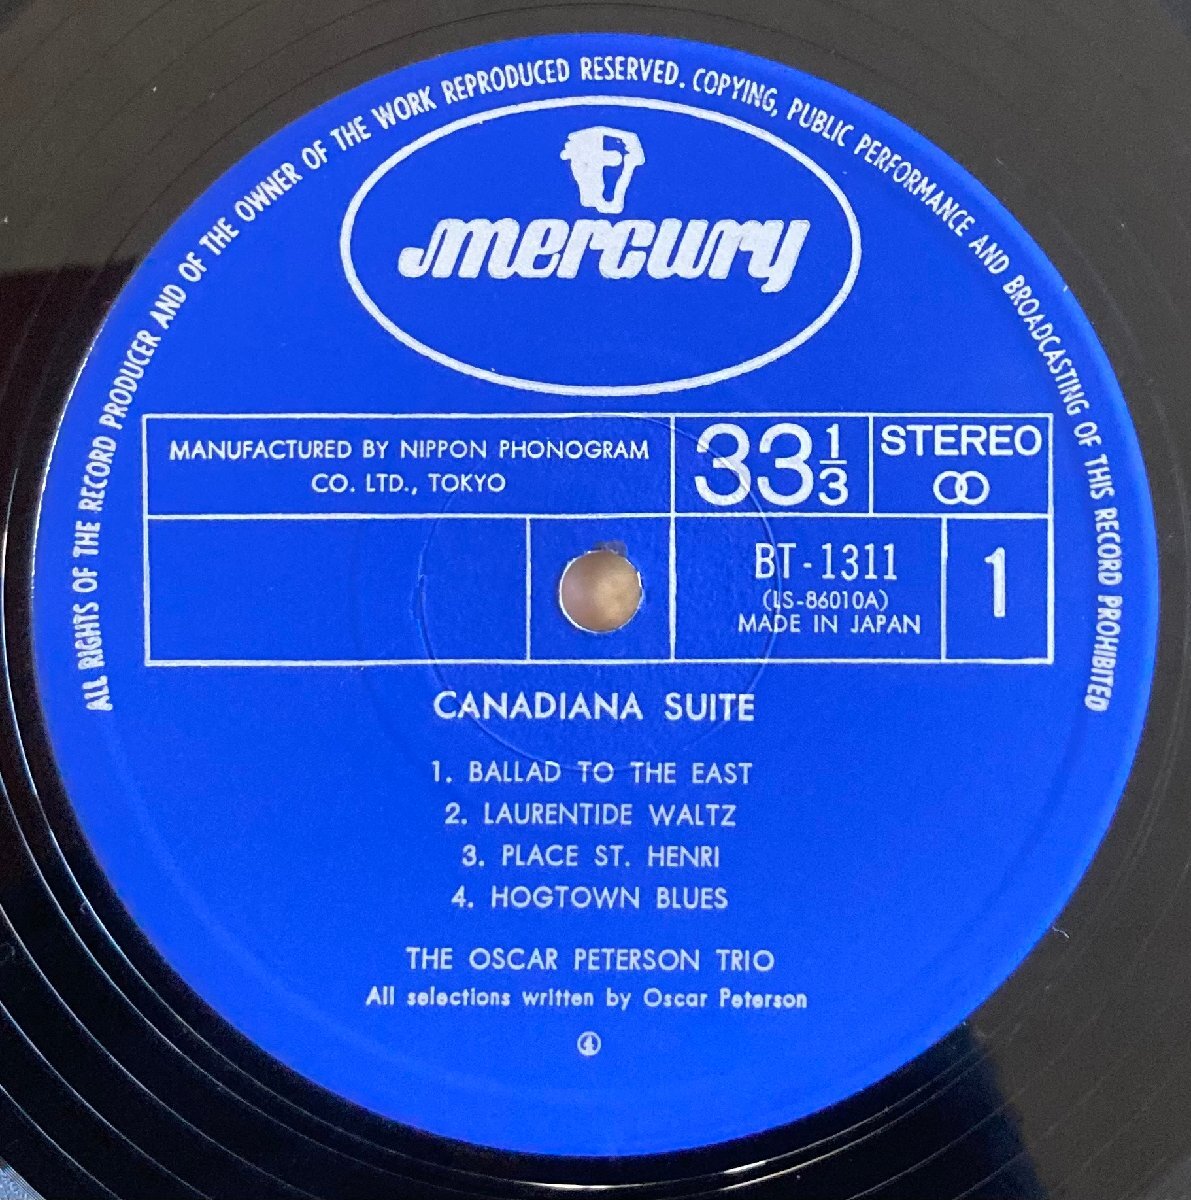 ALL RIGHTS OF THE RECORD PRODUCER AND OF THE OWNER OF THE WORK REPRODUCED RESERVED. COPYING, PUBLIC PERFORMANCE AND BROADCASTING OF THIS RECORD PROHIBITED
mercury
MANUFACTURED BY NIPPON PHONOGRAM
CO. LTD., TOKYO
33 1/3
STEREO
BT-1311
(LS-86010A)
MADE IN JAPAN
1
CANADIANA SUITE
1. BALLAD TO THE EAST
2. LAURENTIDE WALTZ
3. PLACE ST. HENRI
4. HOGTOWN BLUES
THE OSCAR PETERSON TRIO
All selections written by Oscar Peterson
④